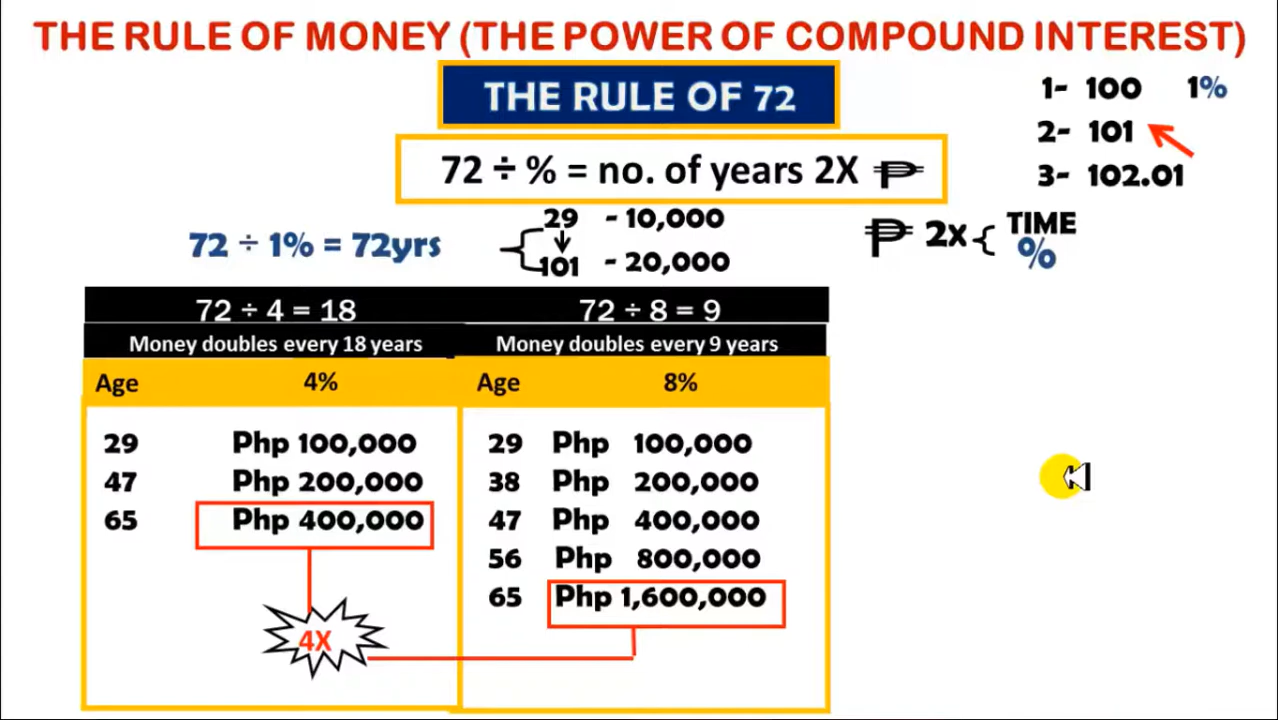 THE RULE OF MONEY (THE POWER OF COMPOUND INTEREST)
THE RULE OF 72
72 ÷ % = no. of years 2X ₱
1- 100 1%
2- 101
3- 102.01
72 ÷ 1% = 72yrs
29 - 10,000
101 - 20,000
₱ 2x { TIME
%
72 ÷ 4 = 18
Money doubles every 18 years
Age 4%
29 Php 100,000
47 Php 200,000
65 Php 400,000
4X
72 ÷ 8 = 9
Money doubles every 9 years
Age 8%
29 Php 100,000
38 Php 200,000
47 Php 400,000
56 Php 800,000
65 Php 1,600,000